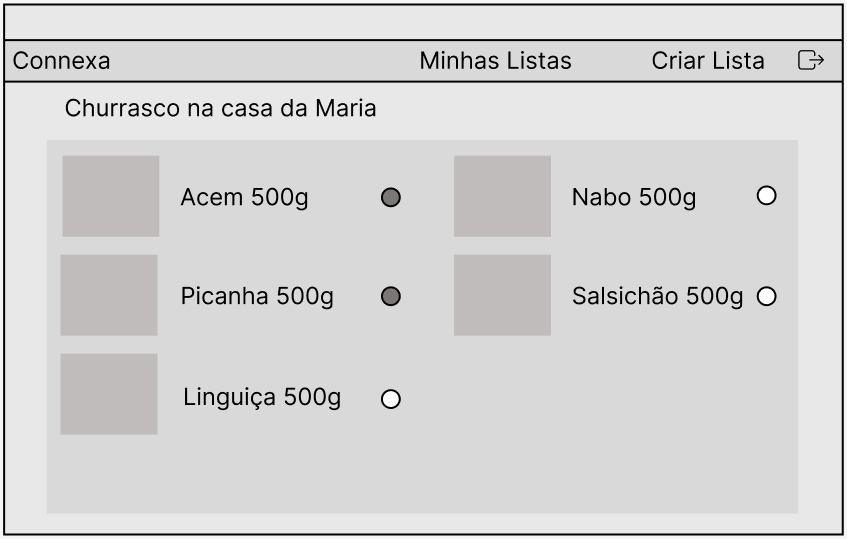 Connexa Minhas Listas Criar Lista
Churrasco na casa da Maria
Acem 500g
Nabo 500g
Picanha 500g
Salsichão 500g
Linguiça 500g